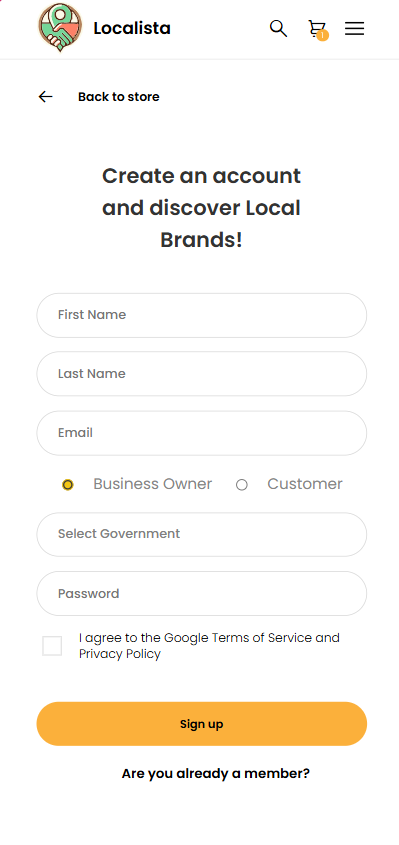 Localista
Back to store
Create an account
and discover Local
Brands!
First Name
Last Name
Email
Business Owner Customer
Select Government
Password
I agree to the Google Terms of Service and
Privacy Policy
Sign up
Are you already a member?